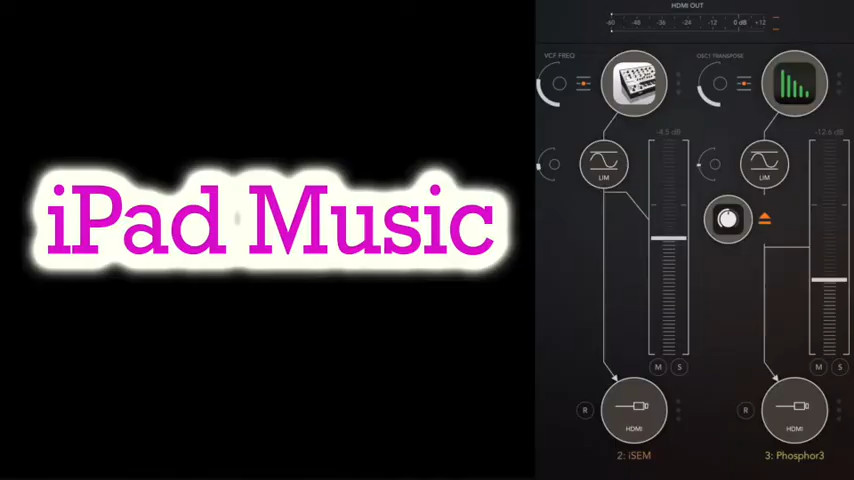 iPad Music
HDMI OUT
-60 -48 -36 -24 -12 0 dB +12
VCF FREQ
OSC1 TRANSPOSE
-4.5 dB
-12.6 dB
LIM
LIM
M S
M S
R
R
HDMI
HDMI
2: iSEM
3: Phosphor3